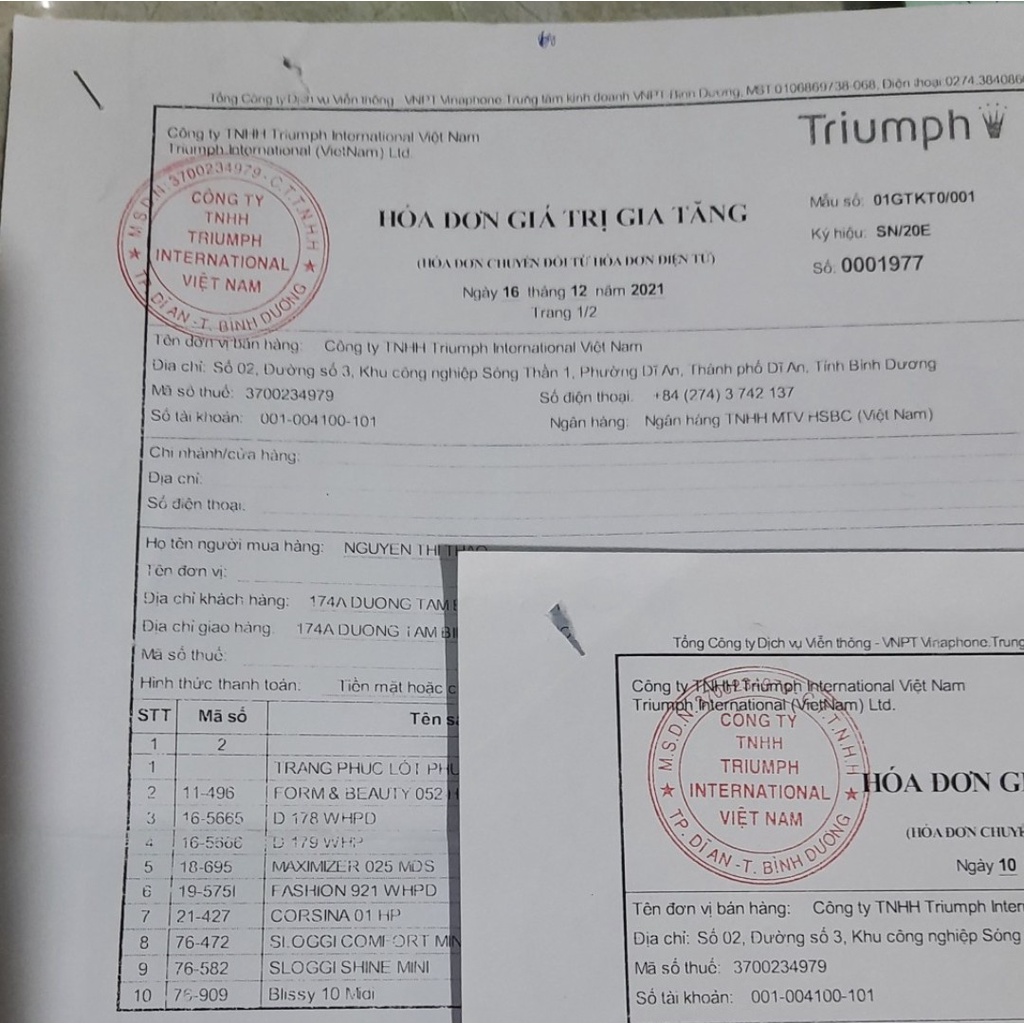 Tổng Công ty Dịch vụ Viễn thông - VNPT Vinaphone.Trung tâm kinh doanh VNPT Bình Dương, MST:0106869738-068, Điện thoại 0274.3840866
Công ty TNHH Triumph International Việt Nam
Triumph International (VietNam) Ltd.
Triumph
M.S.D.N:3700234979-C.T.T.N.H.H
CÔNG TY
TNHH
TRIUMPH
INTERNATIONAL
VIỆT NAM
TP. DĨ AN - T. BÌNH DƯƠNG
HÓA ĐƠN GIÁ TRỊ GIA TĂNG
(HÓA ĐƠN CHUYỂN ĐỔI TỪ HÓA ĐƠN ĐIỆN TỬ)
Ngày 16 tháng 12 năm 2021
Trang 1/2
Mẫu số: 01GTKT0/001
Ký hiệu: SN/20E
Số: 0001977
Tên đơn vị bán hàng: Công ty TNHH Triumph International Việt Nam
Địa chỉ: Số 02, Đường số 3, Khu công nghiệp Sóng Thần 1, Phường Dĩ An, Thành phố Dĩ An, Tỉnh Bình Dương
Mã số thuế: 3700234979 Số điện thoại: +84 (274) 3 742 137
Số tài khoản: 001-004100-101 Ngân hàng: Ngân hàng TNHH MTV HSBC (Việt Nam)
Chi nhánh/cửa hàng:
Địa chỉ:
Số điện thoại:
Họ tên người mua hàng: NGUYEN THI THAO
Tên đơn vị:
Địa chỉ khách hàng: 174A DUONG TAM
Địa chỉ giao hàng: 174A DUONG TAM BI
Mã số thuế:
Hình thức thanh toán: Tiền mặt hoặc c
STT Mã số Tên s
1 2
1 TRANG PHUC LÓT PHU
2 11-496 FORM & BEAUTY 052
3 16-5665 D 178 WHPD
4 16-5666 D 179 WHP
5 18-695 MAXIMIZER 025 MDS
6 19-575I FASHION 921 WHPD
7 21-427 CORSINA 01 HP
8 76-472 SLOGGI COMFORT MIN
9 76-582 SLOGGI SHINE MINI
10 76-909 Blissy 10 Midi
Tổng Công ty Dịch vụ Viễn thông - VNPT Vinaphone.Trung
Công ty TNHH Triumph International Việt Nam
Triumph International (VietNam) Ltd.
M.S.D.N:3700234979-C.T.T.N.H.H
CÔNG TY
TNHH
TRIUMPH
INTERNATIONAL
VIỆT NAM
TP. DĨ AN - T. BÌNH DƯƠNG
HÓA ĐƠN GI
(HÓA ĐƠN CHUYỂ
Ngày 10
Tên đơn vị bán hàng: Công ty TNHH Triumph Inter
Địa chỉ: Số 02, Đường số 3, Khu công nghiệp Sóng
Mã số thuế: 3700234979
Số tài khoản: 001-004100-101